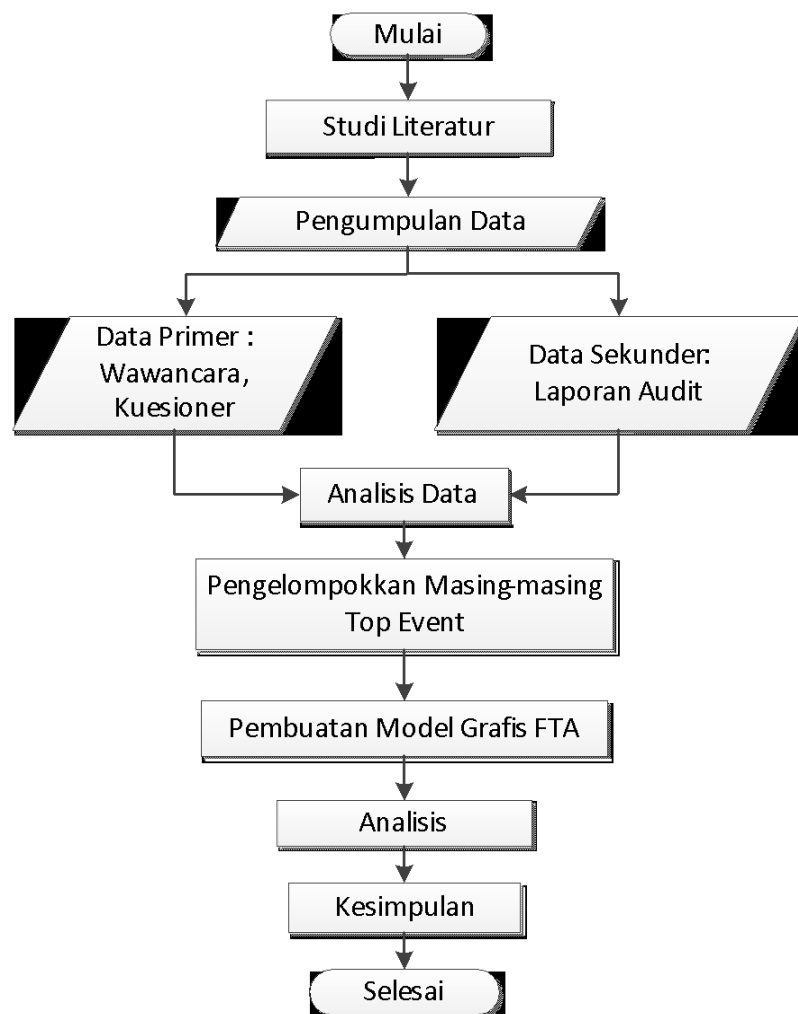 Mulai
Studi Literatur
Pengumpulan Data
Data Primer :
Wawancara,
Kuesioner
Data Sekunder:
Laporan Audit
Analisis Data
Pengelompokkan Masing-masing
Top Event
Pembuatan Model Grafis FTA
Analisis
Kesimpulan
Selesai